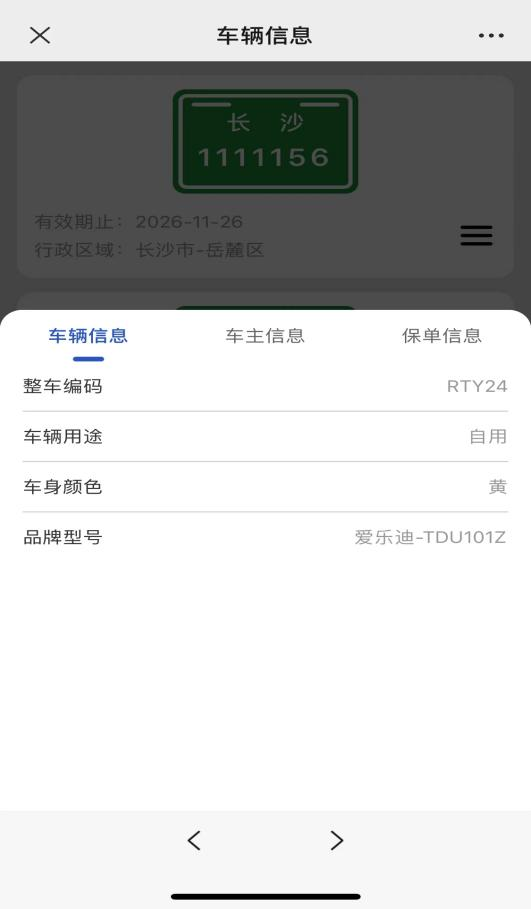 车辆信息
长 沙
1111156
有效期止：2026-11-26
行政区域：长沙市-岳麓区
车辆信息 车主信息 保单信息
整车编码 RTY24
车辆用途 自用
车身颜色 黄
品牌型号 爱乐迪-TDU101Z